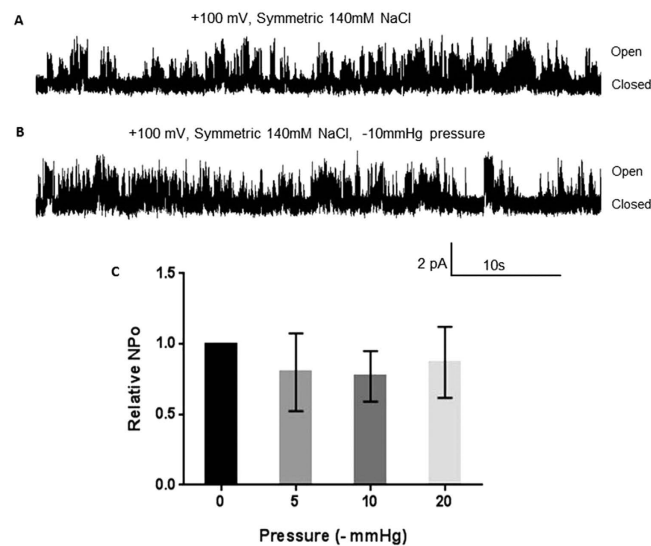 A
+100 mV, Symmetric 140mM NaCl
Open
Closed
B
+100 mV, Symmetric 140mM NaCl, -10mmHg pressure
Open
Closed
C
2 pA
10s
1.5
1.0
0.5
0.0
Relative NPo
0 5 10 20
Pressure (- mmHg)